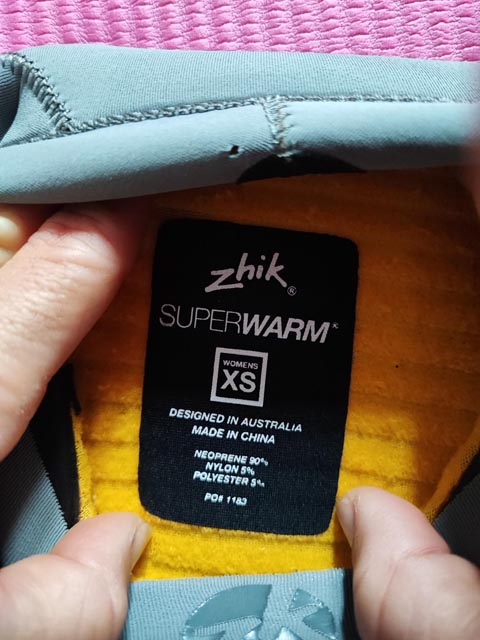 zhik®
SUPERWARM
WOMENS
XS
DESIGNED IN AUSTRALIA
MADE IN CHINA
NEOPRENE 90%
NYLON 5%
POLYESTER 5%
PO# 1183